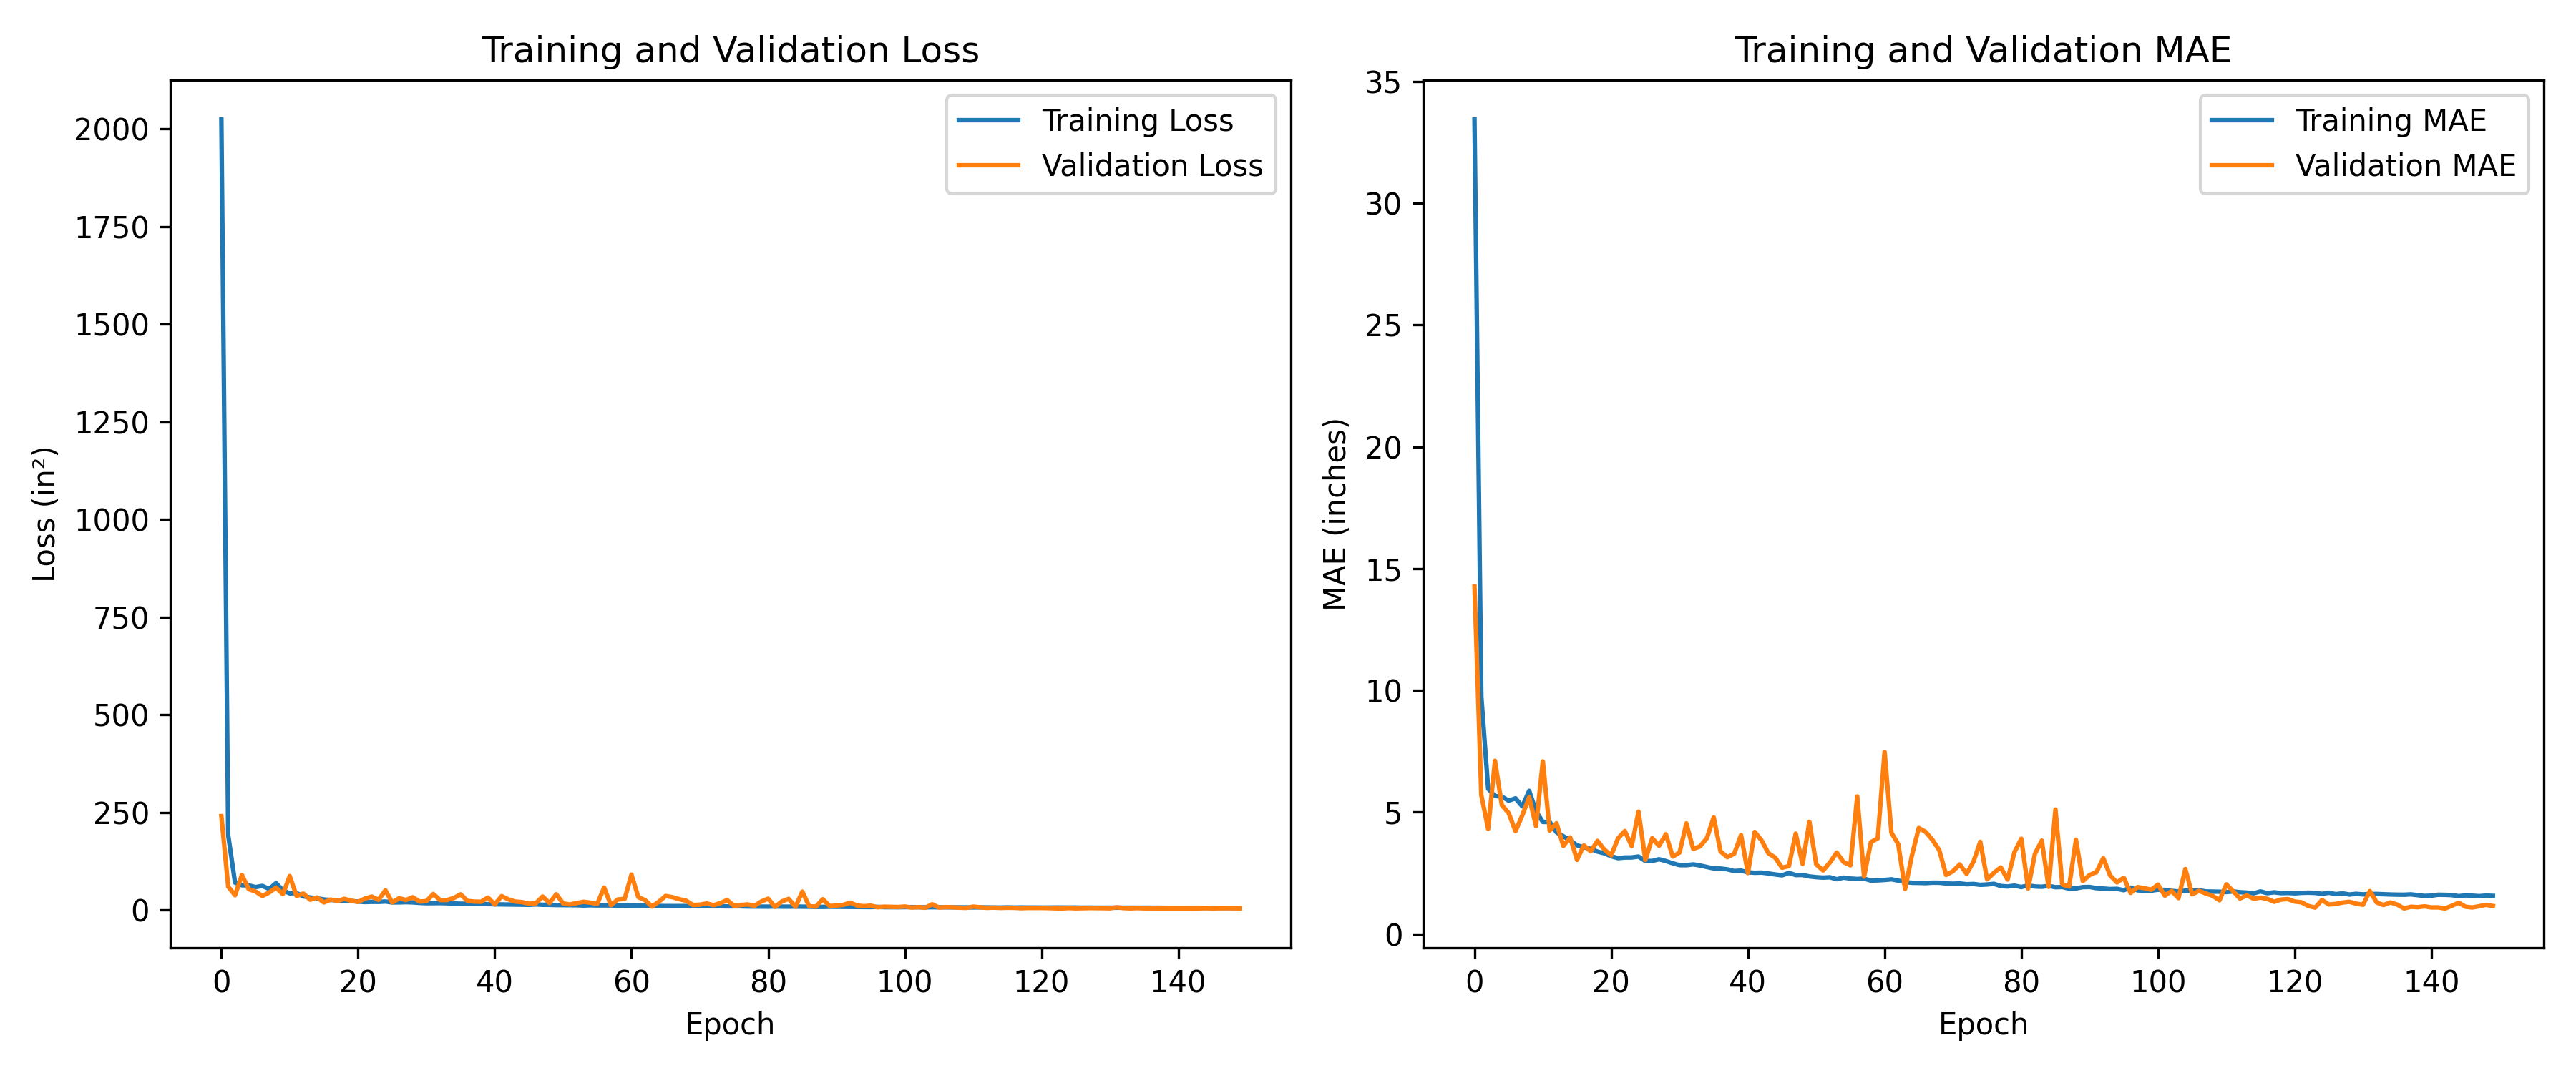 Training and Validation Loss
Training Loss
Validation Loss
2000
1750
1500
1250
1000
750
500
250
0
Loss (in²)
0 20 40 60 80 100 120 140
Epoch
Training and Validation MAE
Training MAE
Validation MAE
35
30
25
20
15
10
5
0
MAE (inches)
0 20 40 60 80 100 120 140
Epoch